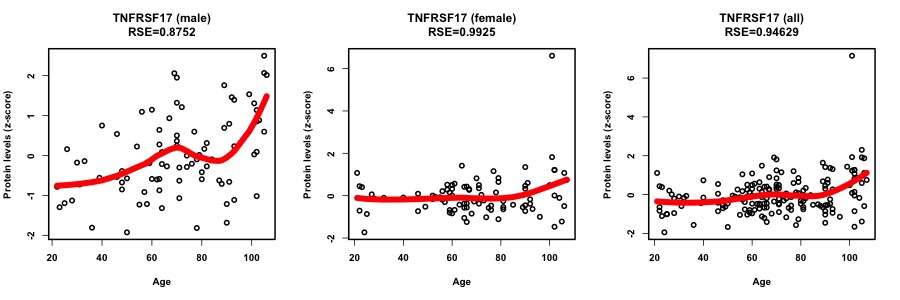 TNFRSF17 (male)
RSE=0.8752
Protein levels (z-score)
2
1
0
-1
-2
20 40 60 80 100
Age
TNFRSF17 (female)
RSE=0.9925
Protein levels (z-score)
6
4
2
0
-2
20 40 60 80 100
Age
TNFRSF17 (all)
RSE=0.94629
Protein levels (z-score)
6
4
2
0
-2
20 40 60 80 100
Age